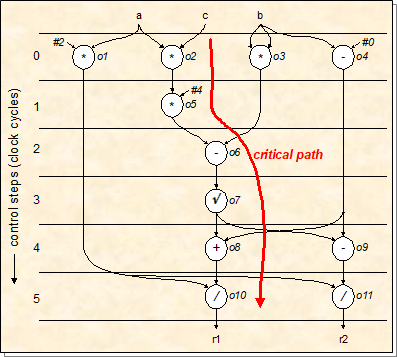 a c b
#2 #0
0 * o1 * o2 * o3 - o4
#4
1 * o5
2 - o6
critical path
3 √ o7
4 + o8 - o9
5 / o10 / o11
r1 r2
control steps (clock cycles)